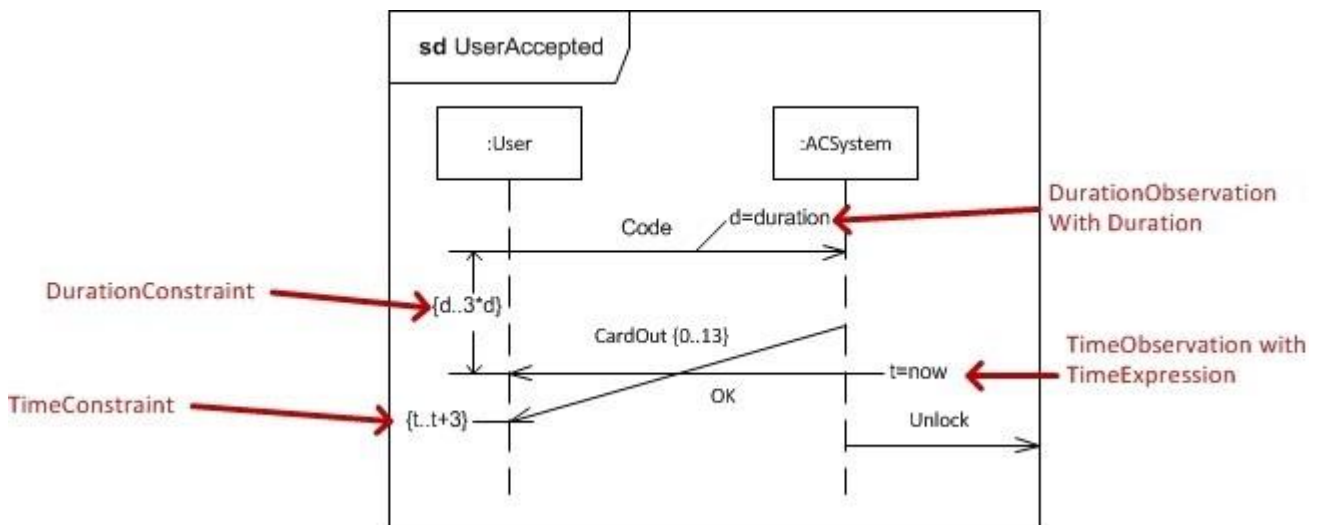 sd UserAccepted
:User
:ACSystem
DurationObservation
With Duration
d=duration
Code
DurationConstraint
{d..3*d}
CardOut {0..13}
TimeObservation with
TimeExpression
t=now
OK
TimeConstraint
{t..t+3}
Unlock